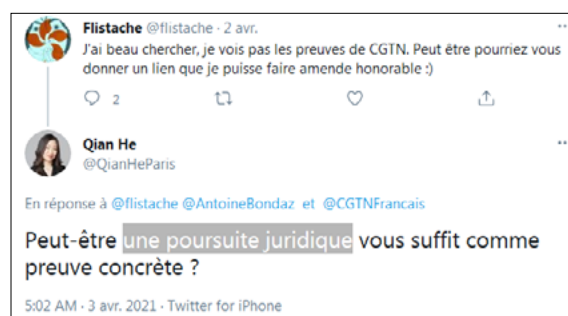 Flistache @flistache · 2 avr.
J'ai beau chercher, je vois pas les preuves de CGTN. Peut être pourriez vous
donner un lien que je puisse faire amende honorable :)
2
Qian He
@QianHeParis
En réponse à @flistache @AntoineBondaz et @CGTNFrancais
Peut-être une poursuite juridique vous suffit comme
preuve concrète ?
5:02 AM · 3 avr. 2021 · Twitter for iPhone